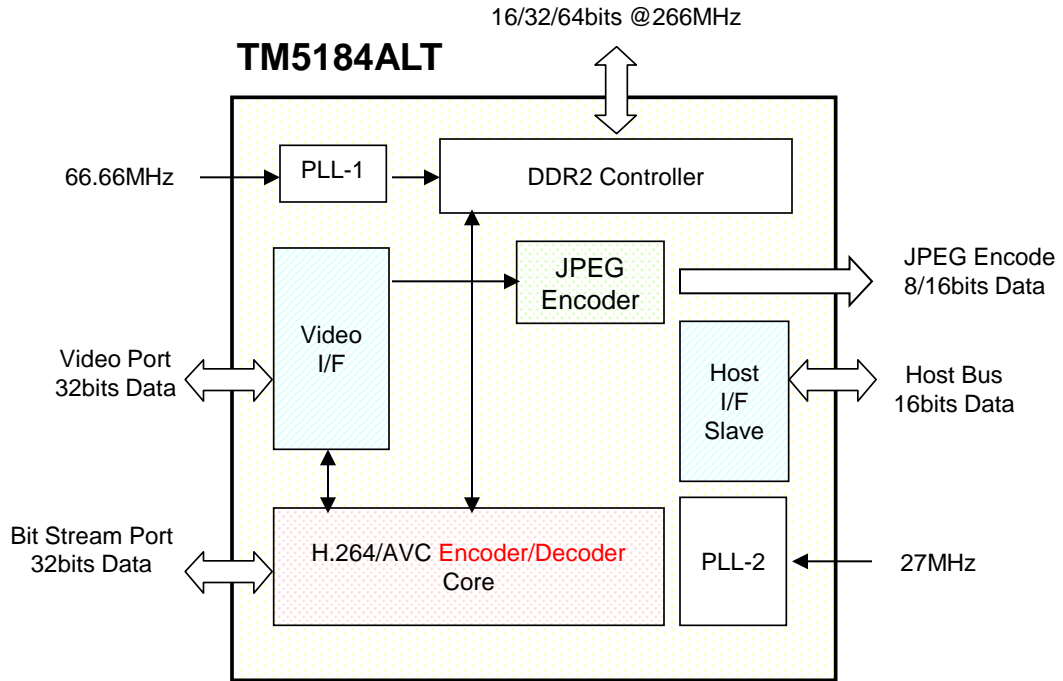 16/32/64bits @266MHz
TM5184ALT
66.66MHz
PLL-1
DDR2 Controller
JPEG
Encoder
JPEG Encode
8/16bits Data
Video
I/F
Video Port
32bits Data
Host
I/F
Slave
Host Bus
16bits Data
Bit Stream Port
32bits Data
H.264/AVC Encoder/Decoder
Core
PLL-2
27MHz